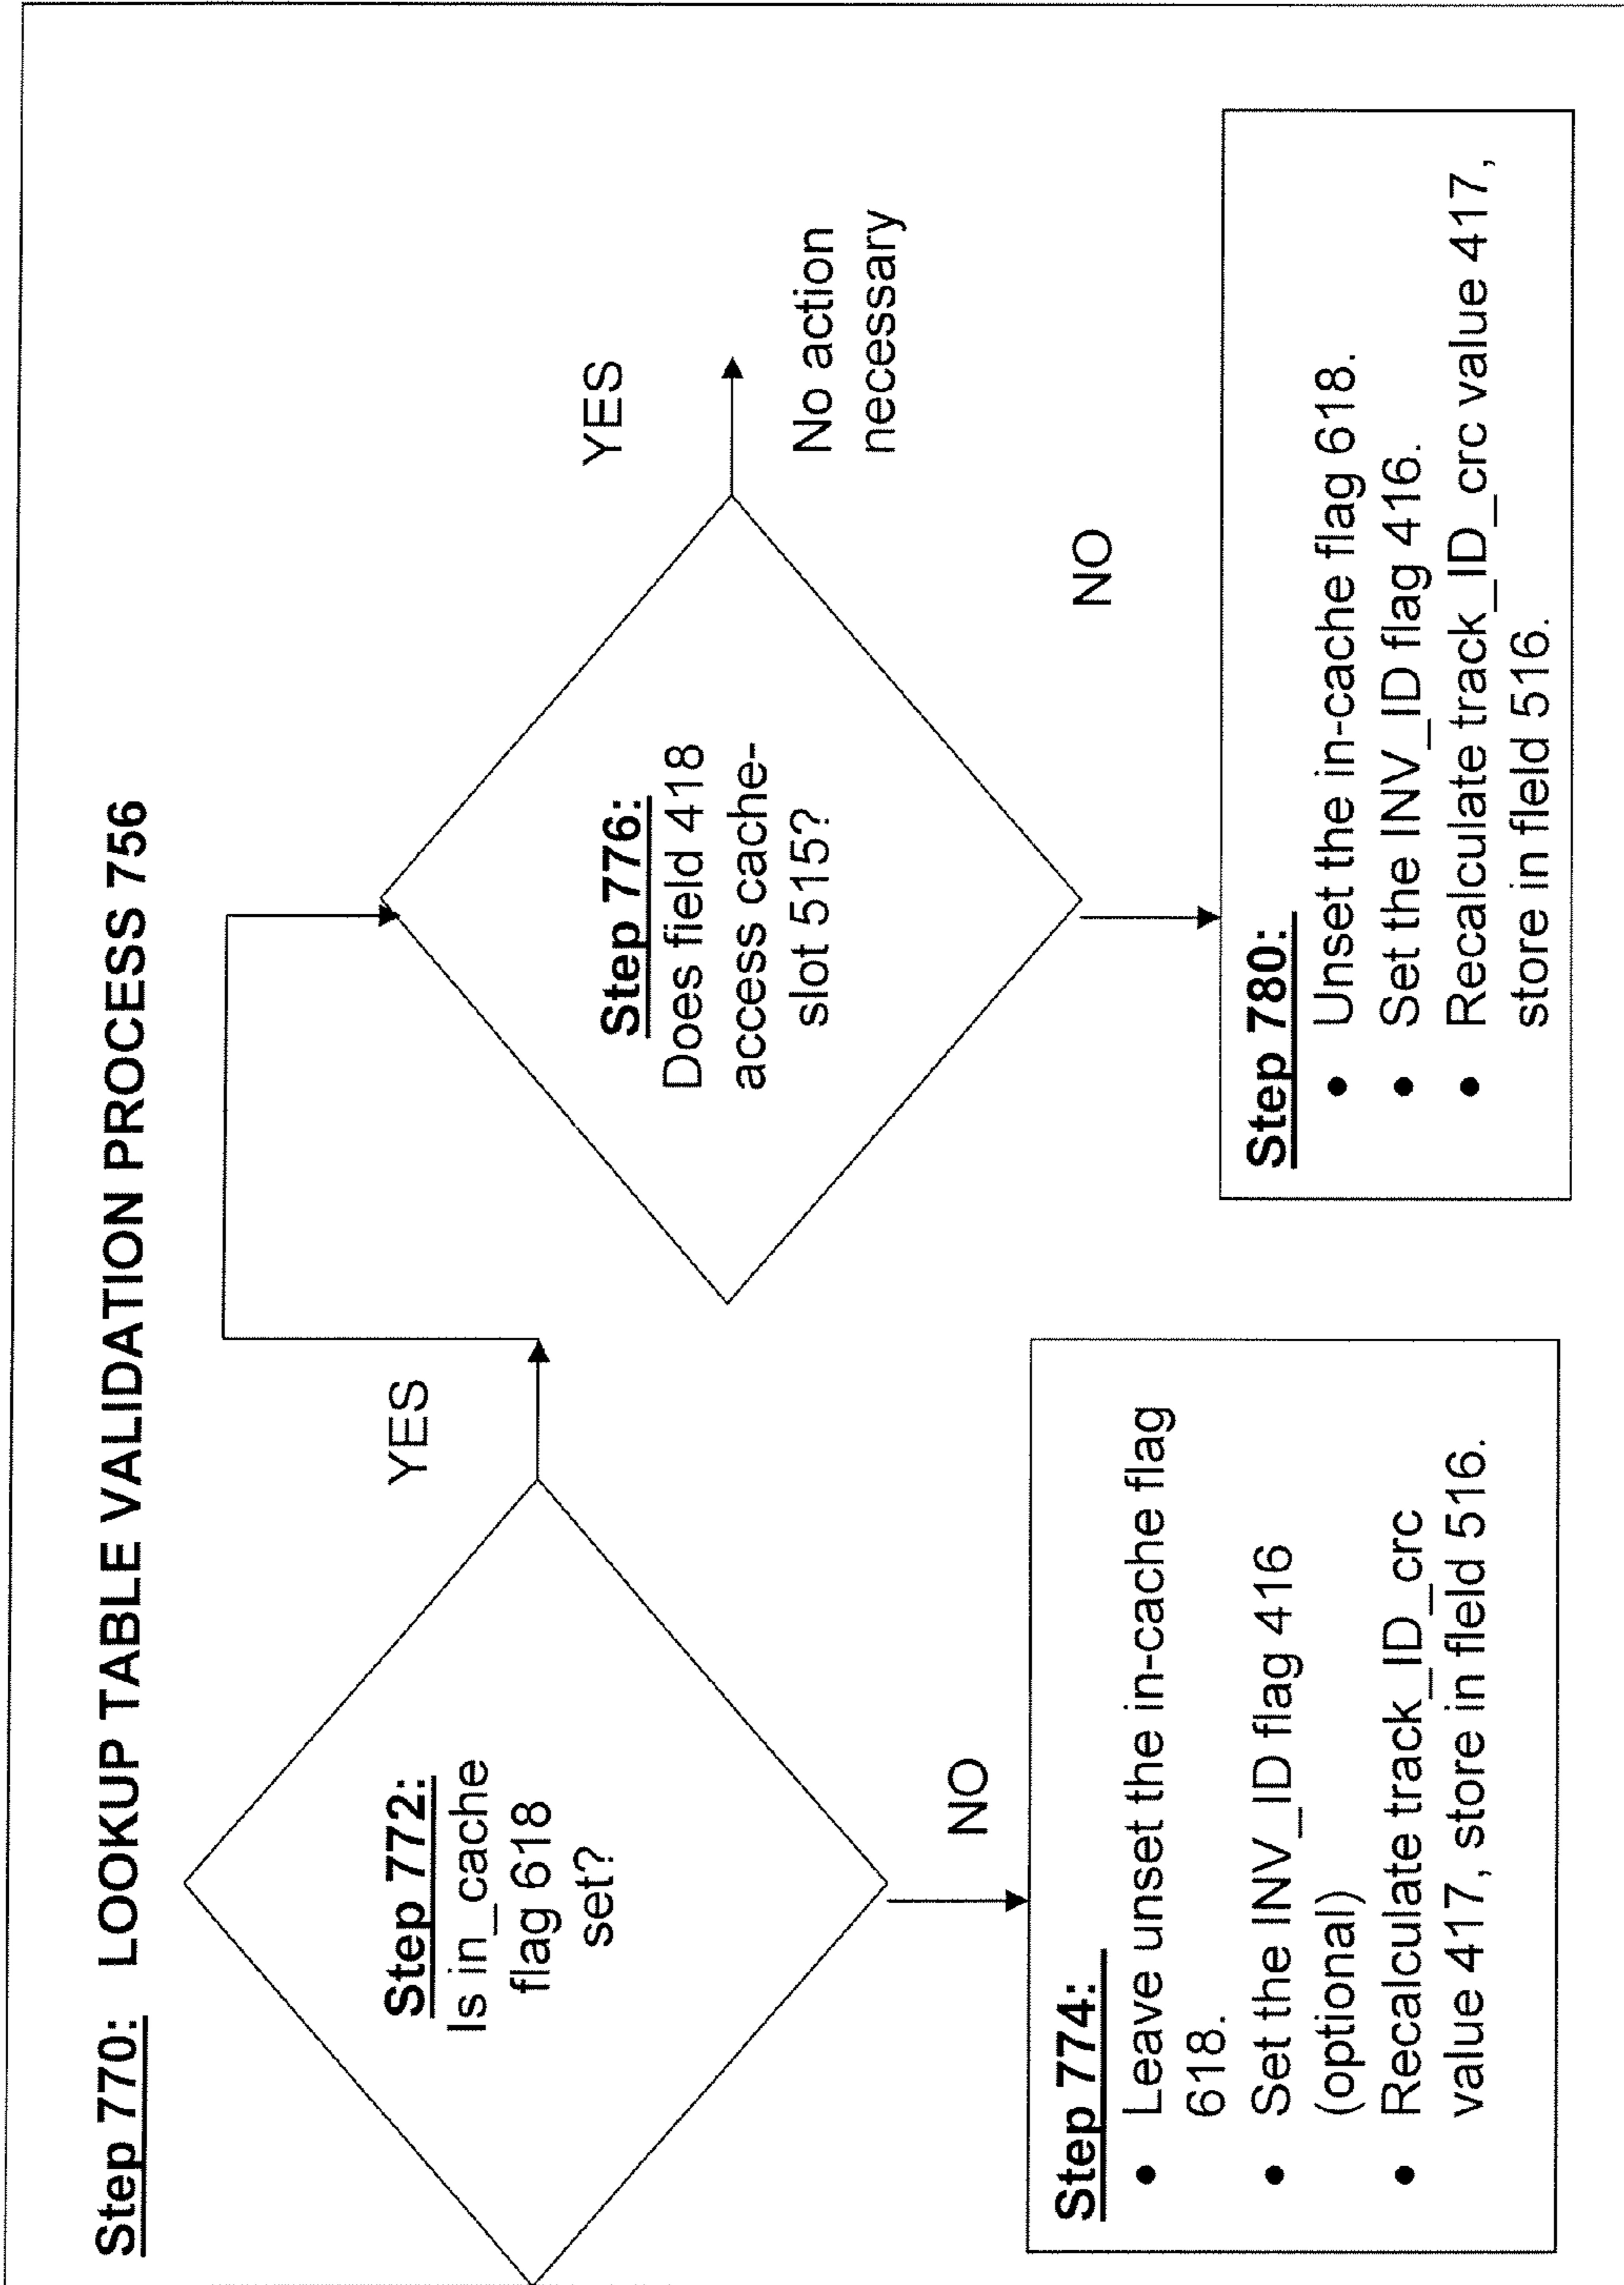 Step 770: LOOKUP TABLE VALIDATION PROCESS 756
Step 772:
Is in_cache
flag 618
set?
YES
NO
Step 774:
• Leave unset the in-cache flag
618.
• Set the INV_ID flag 416
(optional)
• Recalculate track_ID_crc
value 417, store in field 516.
Step 776:
Does field 418
access cache-
slot 515?
YES
No action
necessary
NO
Step 780:
• Unset the in-cache flag 618.
• Set the INV_ID flag 416.
• Recalculate track_ID_crc value 417,
store in field 516.